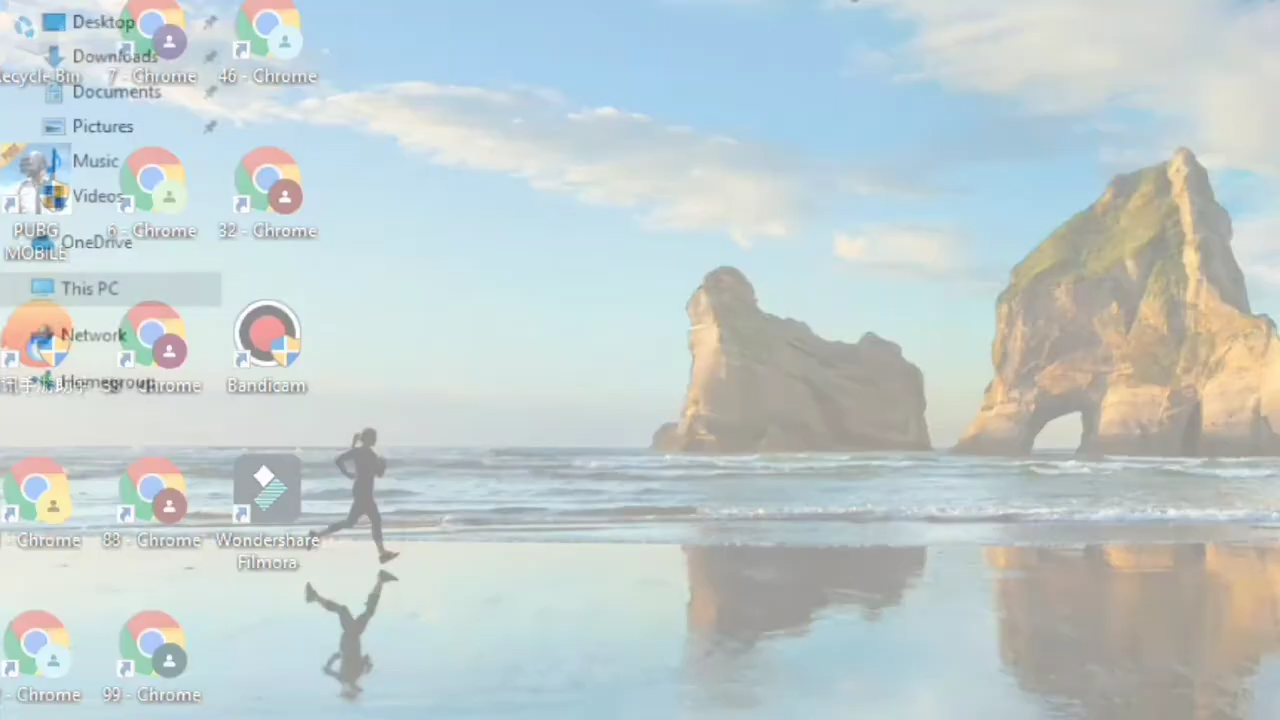 Desktop
Downloads
Documents
Pictures
Music
Videos
OneDrive
This PC
Network
Homegroup
Recycle Bin
7 - Chrome
46 - Chrome
PUBG
MOBILE
6 - Chrome
32 - Chrome
Chrome
Bandicam
Chrome
88 - Chrome
Wondershare
Filmora
- Chrome
99 - Chrome